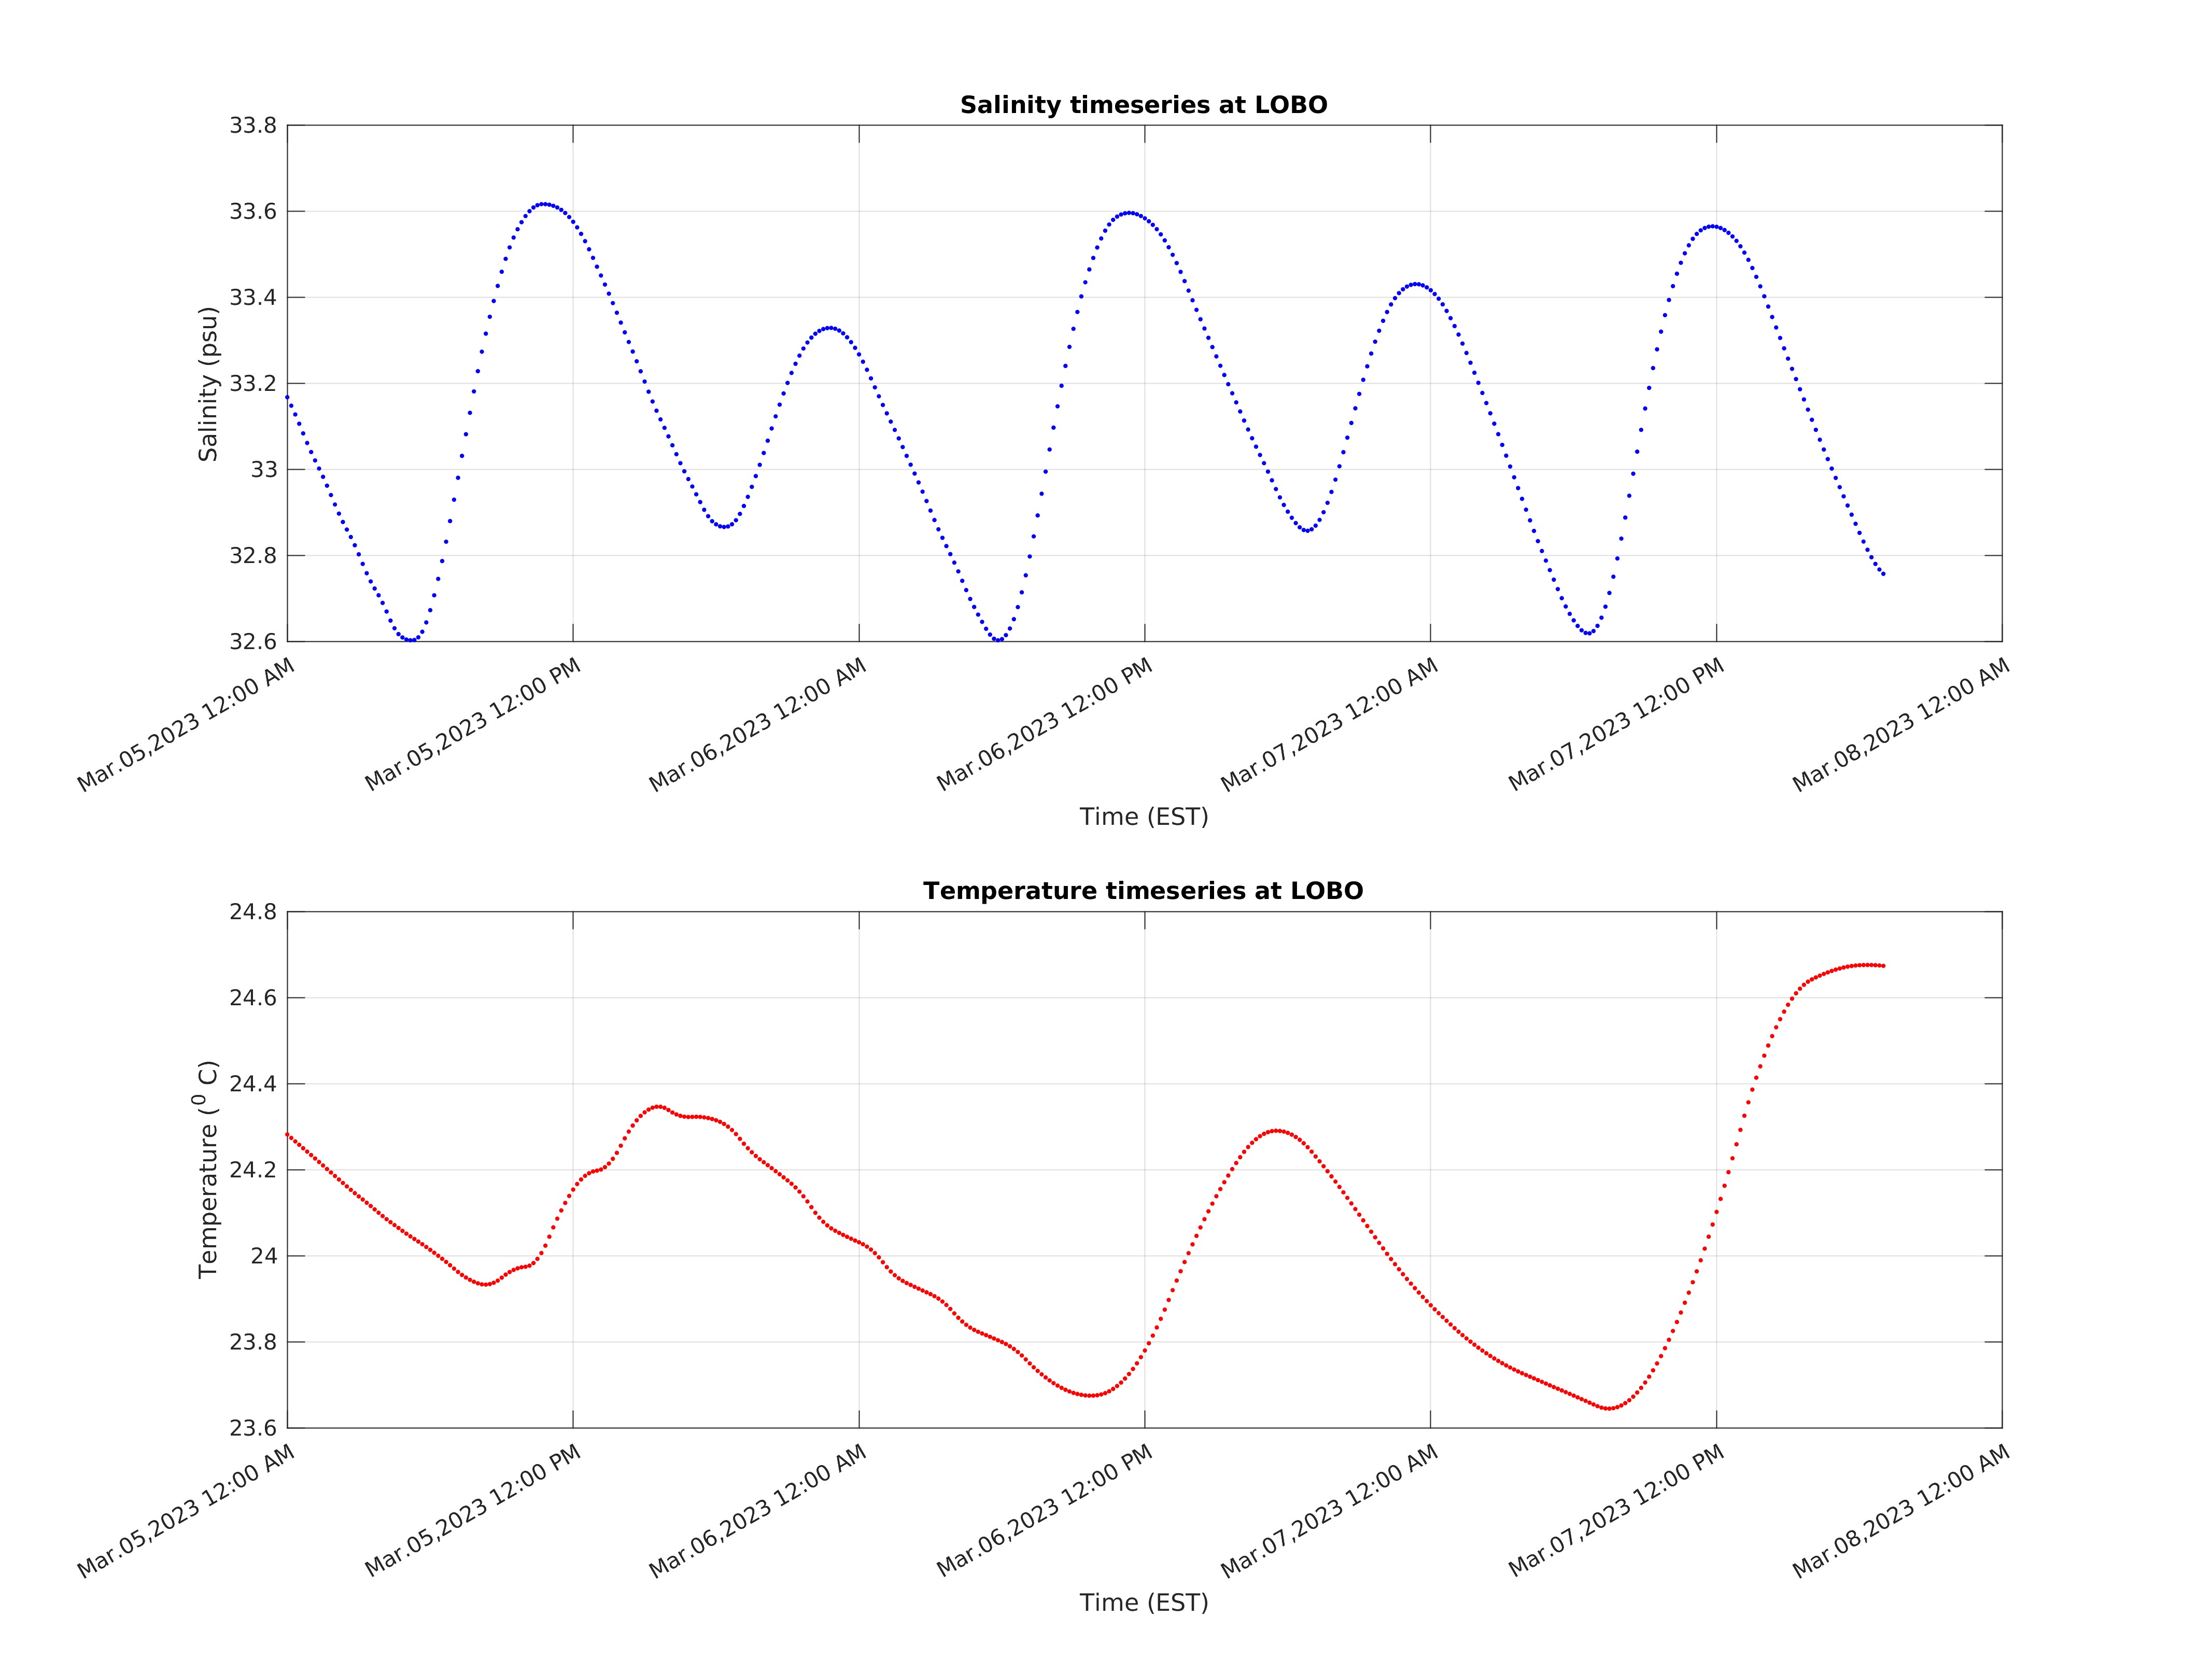 Salinity timeseries at LOBO
33.8
33.6
33.4
33.2
33
32.8
32.6
Salinity (psu)
Mar.05,2023 12:00 AM
Mar.05,2023 12:00 PM
Mar.06,2023 12:00 AM
Mar.06,2023 12:00 PM
Mar.07,2023 12:00 AM
Mar.07,2023 12:00 PM
Mar.08,2023 12:00 AM
Time (EST)
Temperature timeseries at LOBO
24.8
24.6
24.4
24.2
24
23.8
23.6
Temperature (⁰ C)
Mar.05,2023 12:00 AM
Mar.05,2023 12:00 PM
Mar.06,2023 12:00 AM
Mar.06,2023 12:00 PM
Mar.07,2023 12:00 AM
Mar.07,2023 12:00 PM
Mar.08,2023 12:00 AM
Time (EST)